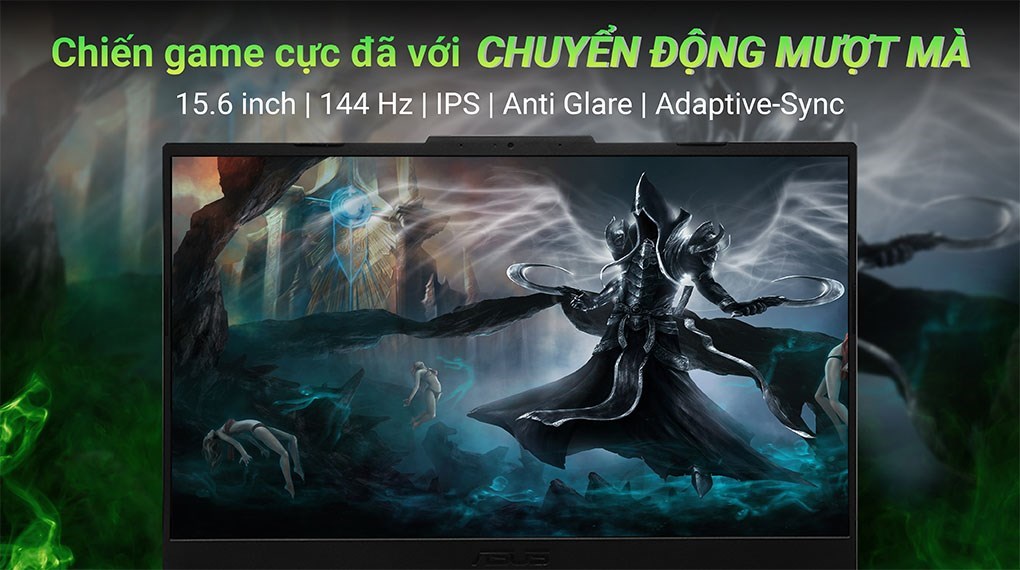 Chiến game cực đã với CHUYỂN ĐỘNG MƯỢT MÀ
15.6 inch | 144 Hz | IPS | Anti Glare | Adaptive-Sync
ASUS